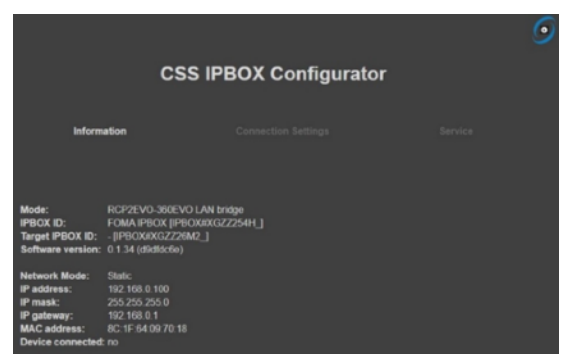 CSS IPBOX Configurator
Information Connection Settings Service
Mode: RCP2EVO-360EVO LAN bridge
IPBOX ID: FOMA IPBOX [IPBOX#XGZZ254H_]
Target IPBOX ID: - [IPBOX#XGZZ26M2_]
Software version: 0.1.34
Network Mode: Static
IP address: 192.168.0.100
IP mask: 255.255.255.0
IP gateway: 192.168.0.1
MAC address: 8C:1F:64:09:70:18
Device connected: no